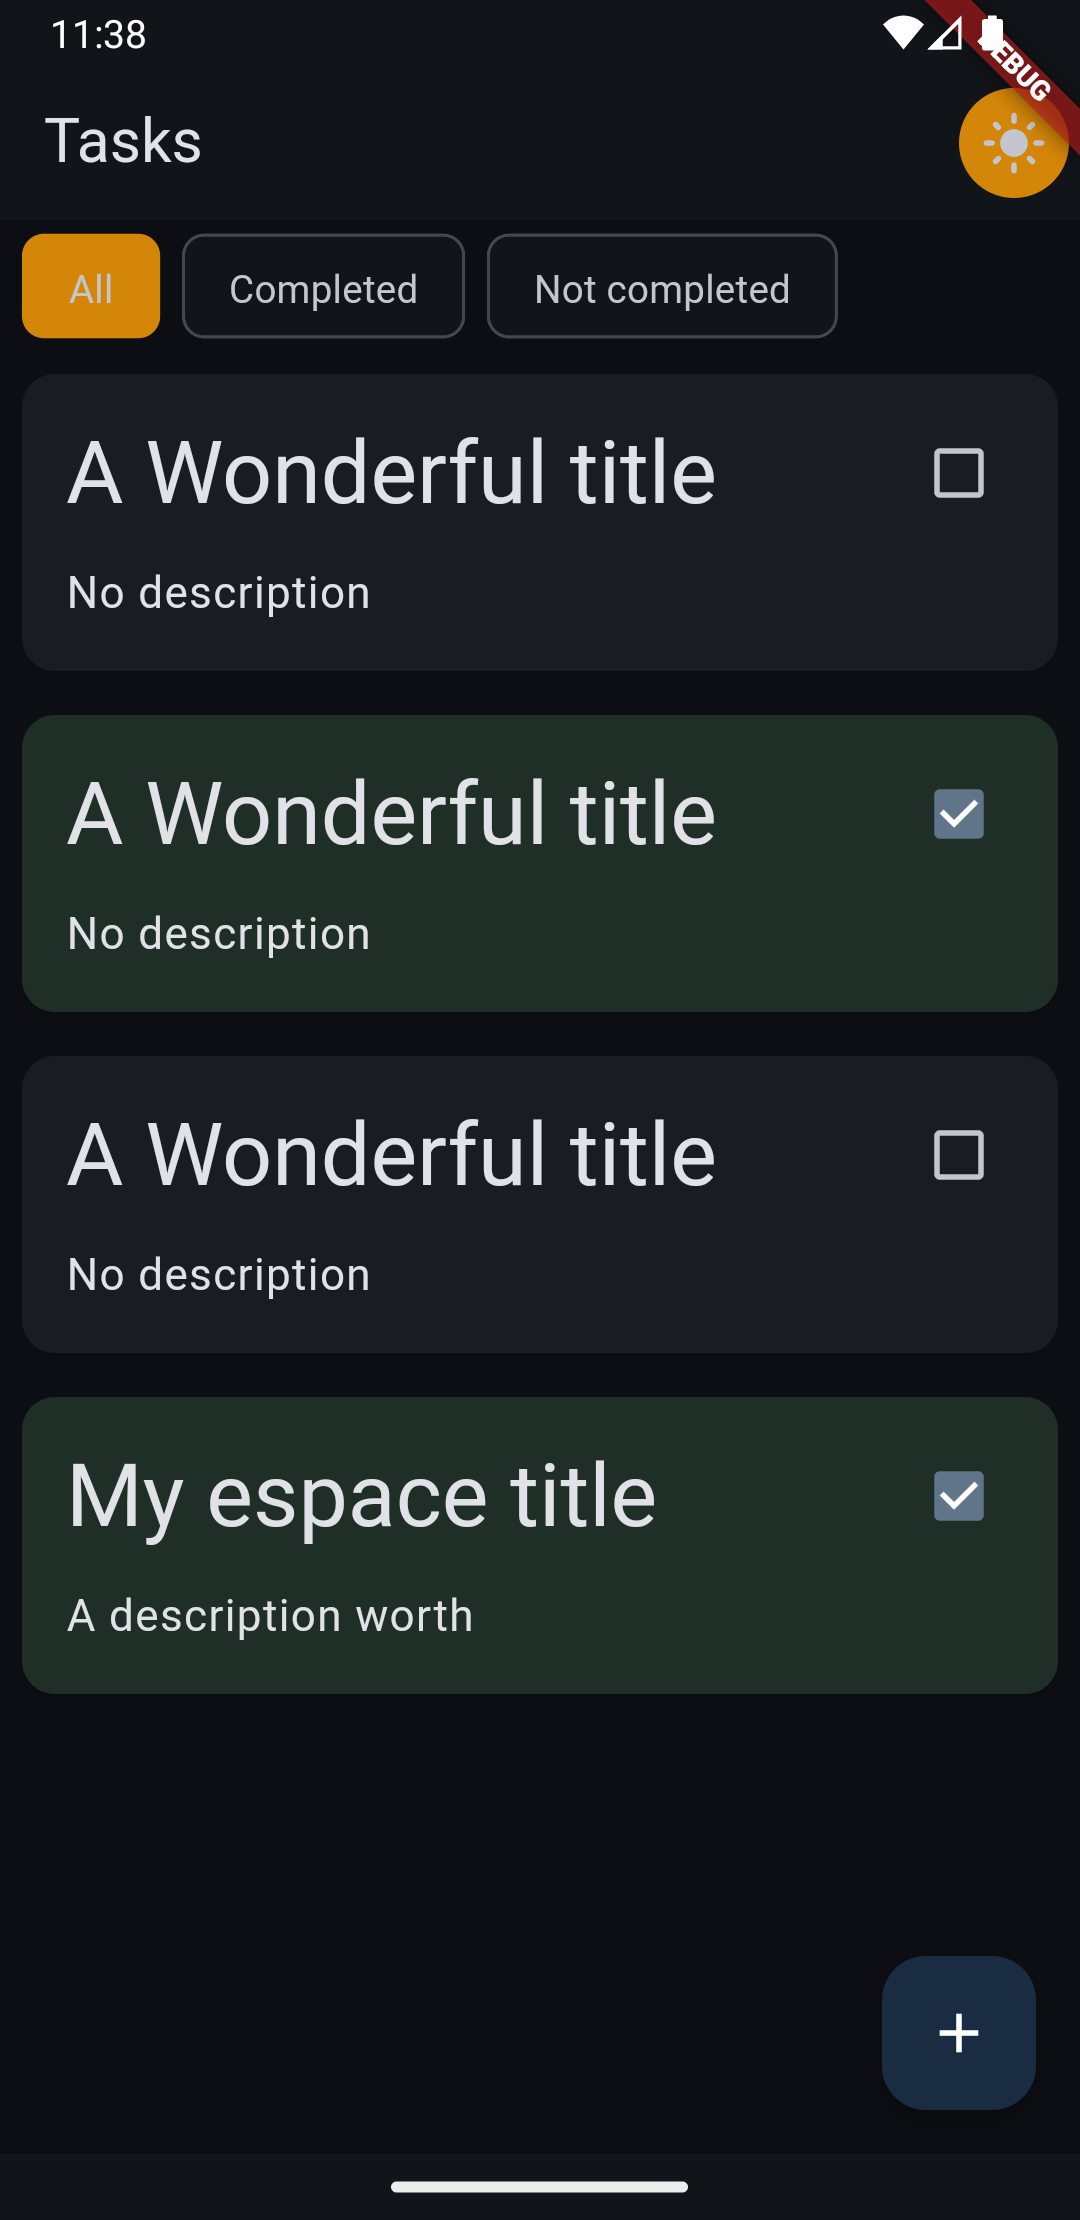 11:38
DEBUG
Tasks
All
Completed
Not completed
A Wonderful title
No description
A Wonderful title
No description
A Wonderful title
No description
My espace title
A description worth